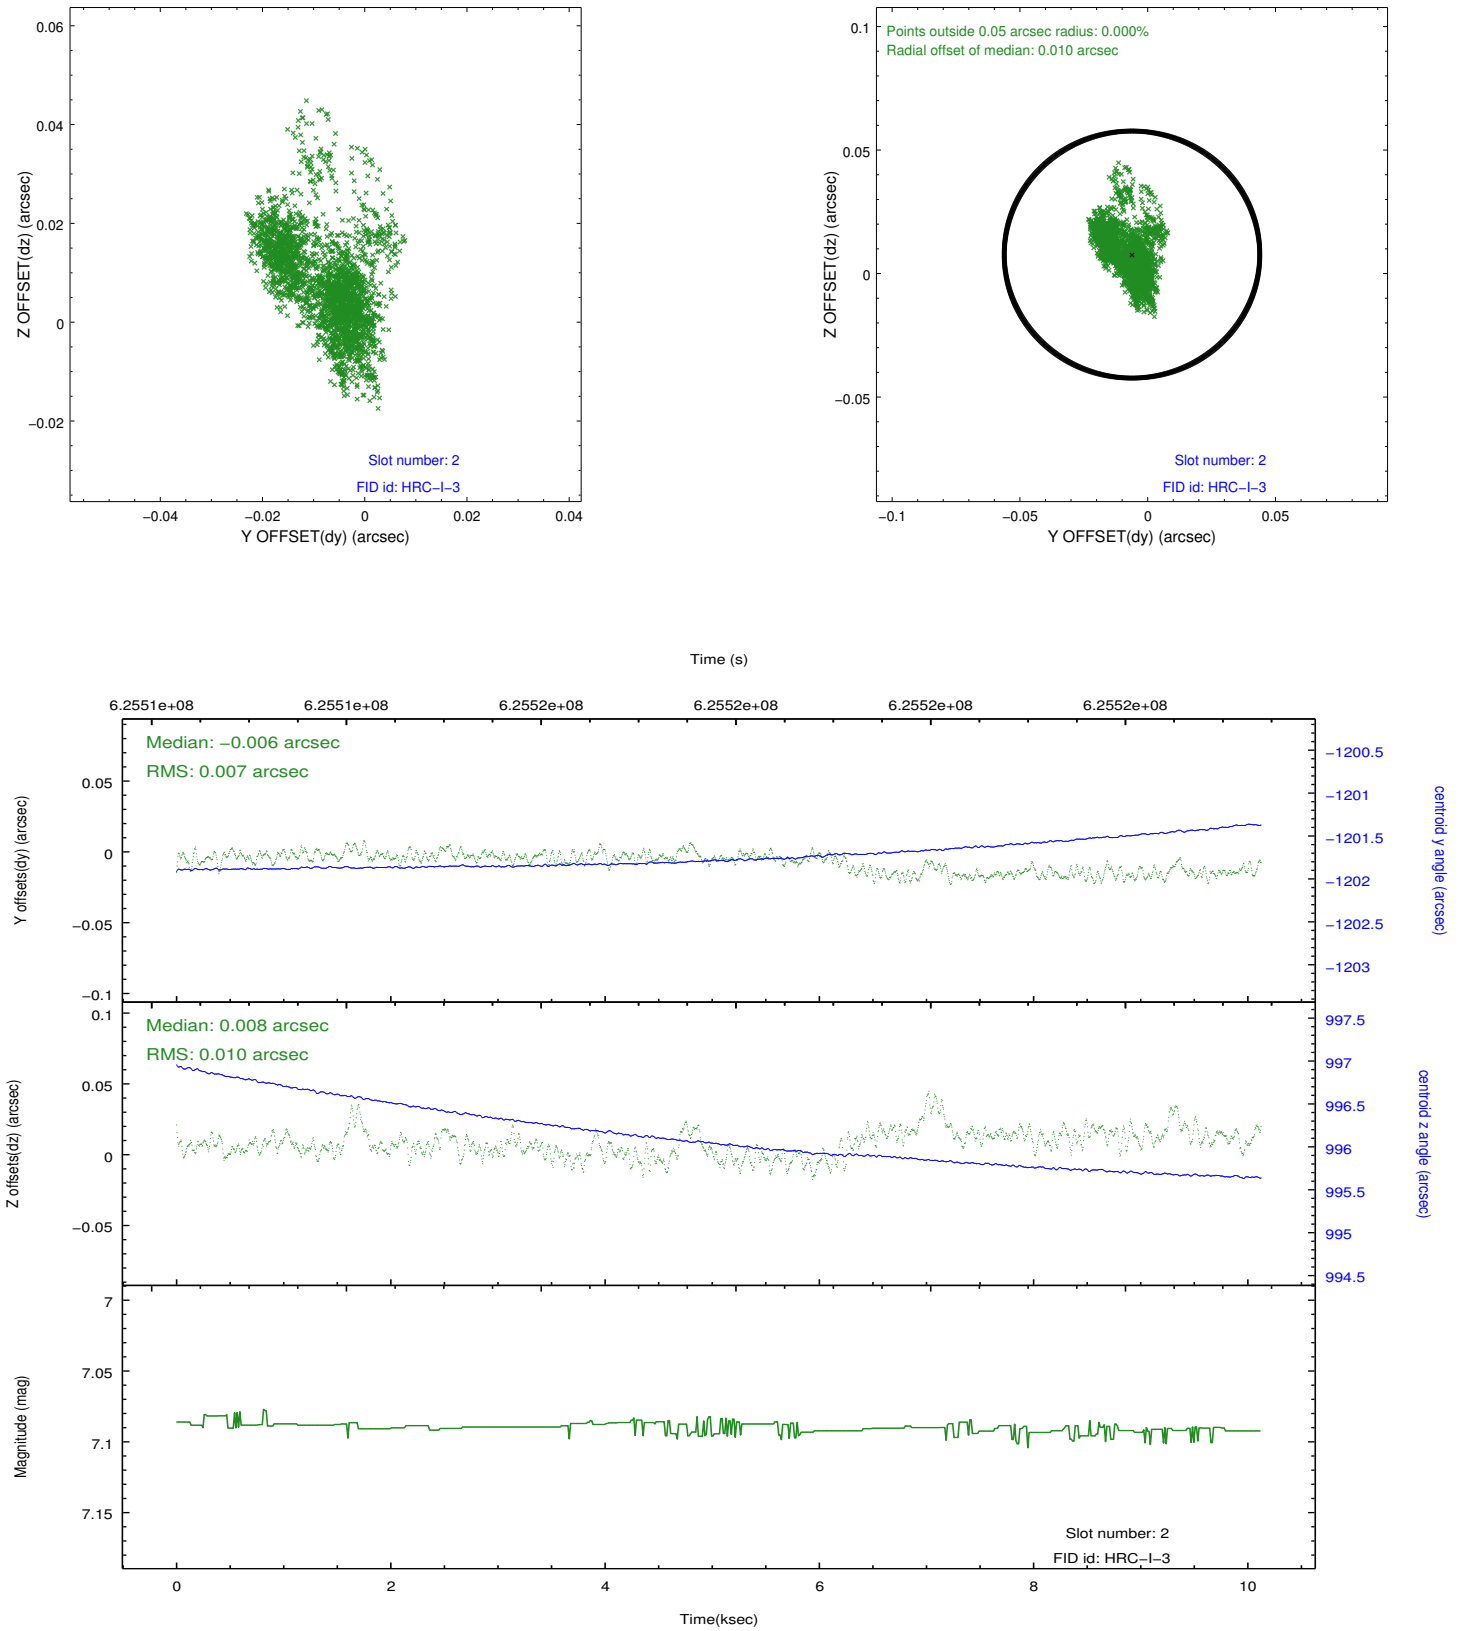 0.06
0.04
0.02
0
−0.02
Z OFFSET(dz) (arcsec)
Slot number: 2
FID id: HRC−I−3
−0.04
−0.02
0
0.02
0.04
Y OFFSET(dy) (arcsec)
Points outside 0.05 arcsec radius: 0.000%
Radial offset of median: 0.010 arcsec
0.1
0.05
0
−0.05
Z OFFSET(dz) (arcsec)
Slot number: 2
FID id: HRC−I−3
−0.1
−0.05
0
0.05
Y OFFSET(dy) (arcsec)
Time (s)
6.2551e+08
6.2551e+08
6.2552e+08
6.2552e+08
6.2552e+08
6.2552e+08
Median: −0.006 arcsec
RMS: 0.007 arcsec
0.05
0
−0.05
−0.1
Y offsets(dy) (arcsec)
−1200.5
−1201
−1201.5
−1202
−1202.5
−1203
centroid y angle (arcsec)
Median: 0.008 arcsec
RMS: 0.010 arcsec
0.1
0.05
0
−0.05
Z offsets(dz) (arcsec)
997.5
997
996.5
996
995.5
995
994.5
centroid z angle (arcsec)
7
7.05
7.1
7.15
Magnitude (mag)
Slot number: 2
FID id: HRC−I−3
0
2
4
6
8
10
Time(ksec)